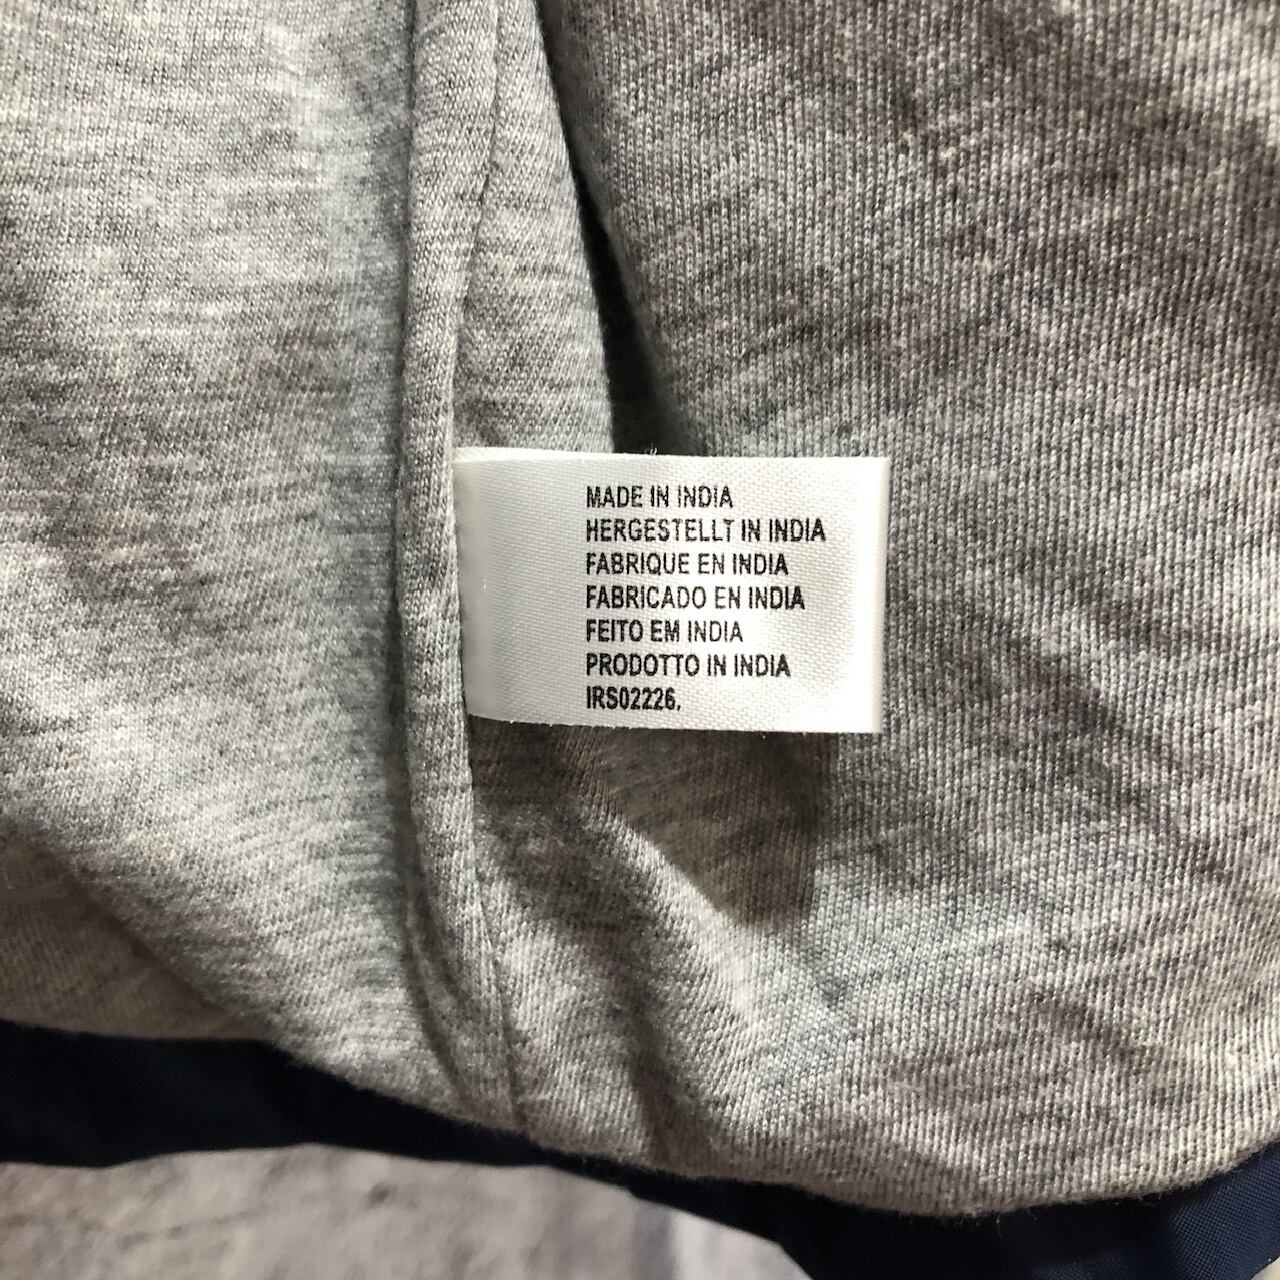 MADE IN INDIA
HERGESTELLT IN INDIA
FABRIQUE EN INDIA
FABRICADO EN INDIA
FEITO EM INDIA
PRODOTTO IN INDIA
IRS02226.